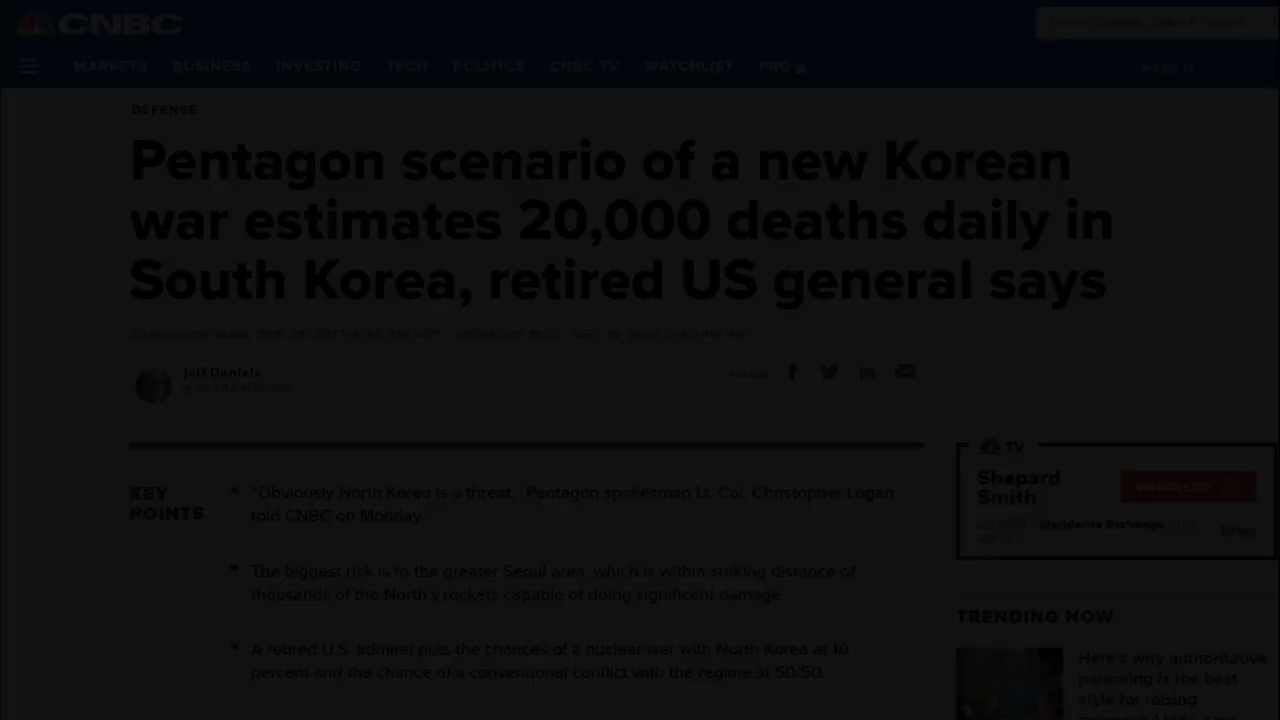 CNBC
MARKETS BUSINESS INVESTING TECH POLITICS CNBC TV WATCHLIST PRO
MAKE IT
DEFENSE
Pentagon scenario of a new Korean
war estimates 20,000 deaths daily in
South Korea, retired US general says
Jeff Daniels
SHARE
KEY
POINTS
"Obviously North Korea is a threat," Pentagon spokesman Lt. Col. Christopher Logan
told CNBC on Monday.
The biggest risk is to the greater Seoul area, which is within striking distance of
thousands of the North's rockets capable of doing significant damage.
A retired U.S. admiral puts the chances of a nuclear war with North Korea at 10
percent and the chance of a conventional conflict with the regime at 50/50.
TV
Shepard
Smith
Worldwide Exchange
Listen
TRENDING NOW
Here's why authoritative
parenting is the best
style for raising